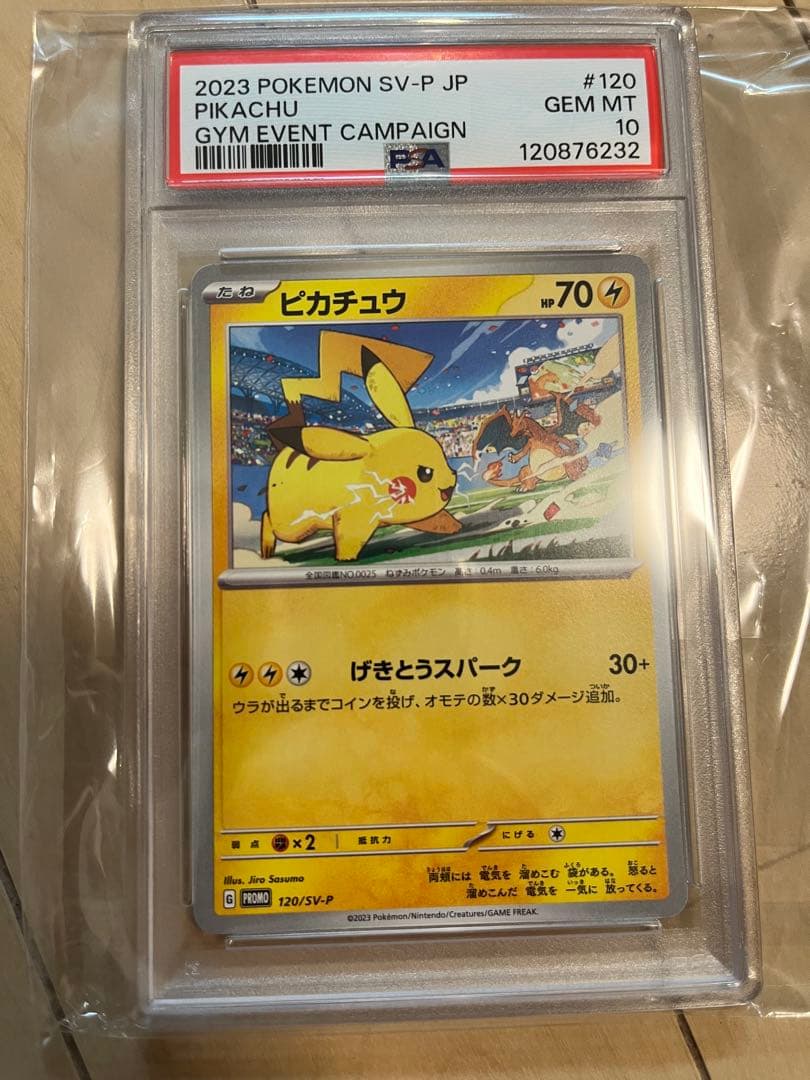 2023 POKEMON SV-P JP #120
PIKACHU GEM MT
GYM EVENT CAMPAIGN 10
PSA 120876232
たね ピカチュウ HP70
全国図鑑NO.0025 ねずみポケモン 高さ:0.4m 重さ:6.0kg
げきとうスパーク 30+
ウラが出るまでコインを投げ、オモテの数×30ダメージ追加。
弱点 ×2 抵抗力 にげる
Illus. Jiro Sasumo
両頬には 電気を 溜めこむ 袋がある。 怒ると
溜めこんだ 電気を 一気に 放ってくる。
G PROMO 120/SV-P
©2023 Pokémon/Nintendo/Creatures/GAME FREAK.